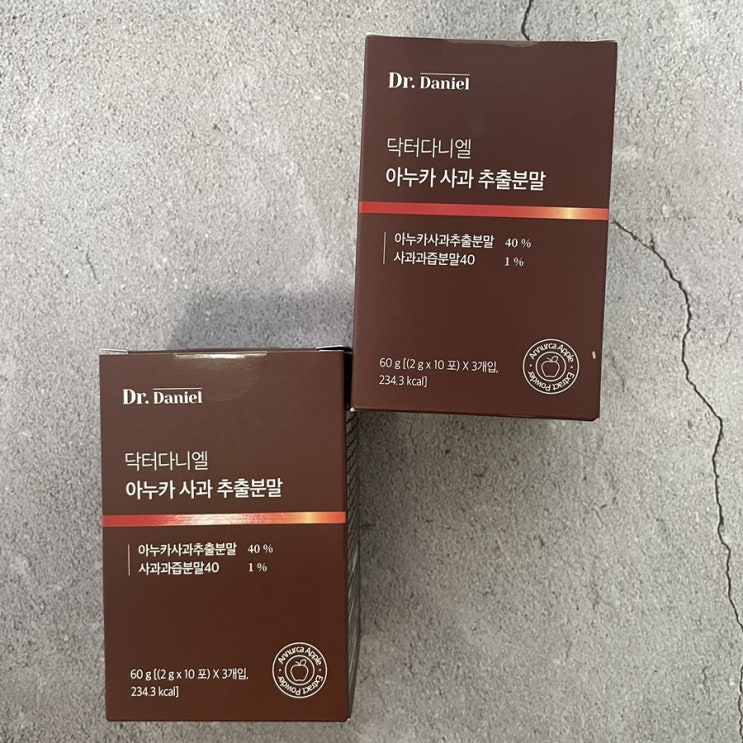 Dr. Daniel
닥터다니엘
아누카 사과 추출분말
아누카사과추출분말 40 %
사과과즙분말40 1 %
60 g [(2 g x 10 포) X 3개입,
234.3 kcal]
Annurca Apple
Extract Powder
Dr. Daniel
닥터다니엘
아누카 사과 추출분말
아누카사과추출분말 40 %
사과과즙분말40 1 %
60 g [(2 g x 10 포) X 3개입,
234.3 kcal]
Annurca Apple
Extract Powder